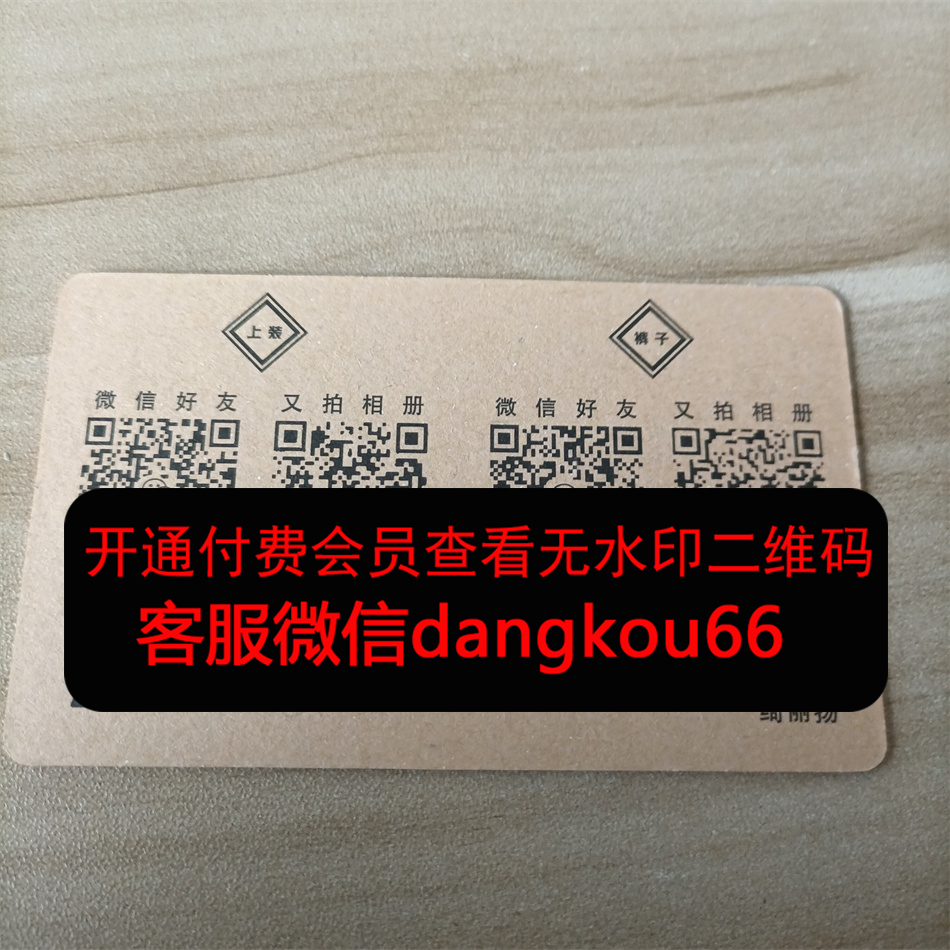 上装
裤子
微信好友
又拍相册
微信好友
又拍相册
开通付费会员查看无水印二维码
客服微信dangkou66